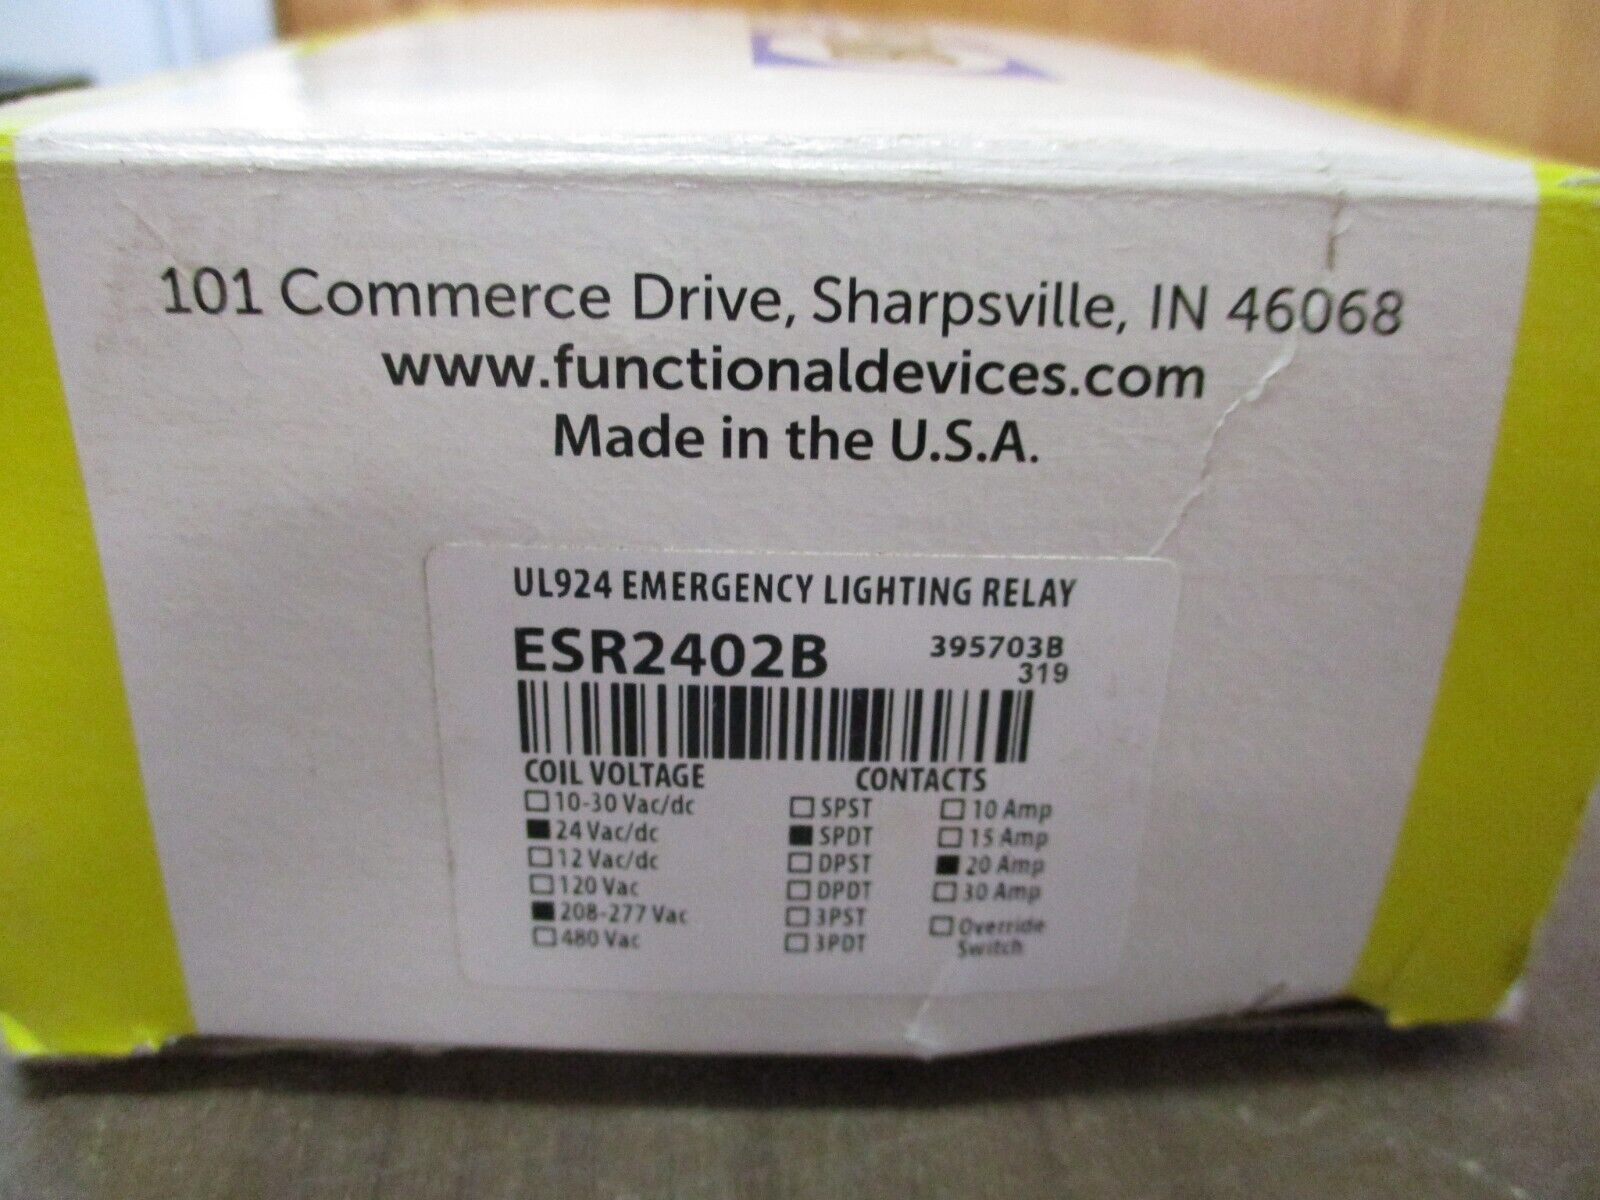 101 Commerce Drive, Sharpsville, IN 46068
www.functionaldevices.com
Made in the U.S.A.
UL924 EMERGENCY LIGHTING RELAY
ESR2402B 395703B
319
COIL VOLTAGE CONTACTS
10-30 Vac/dc SPST 10 Amp
24 Vac/dc SPDT 15 Amp
12 Vac/dc DPST 20 Amp
120 Vac DPDT 30 Amp
208-277 Vac 3PST Override
480 Vac 3PDT Switch